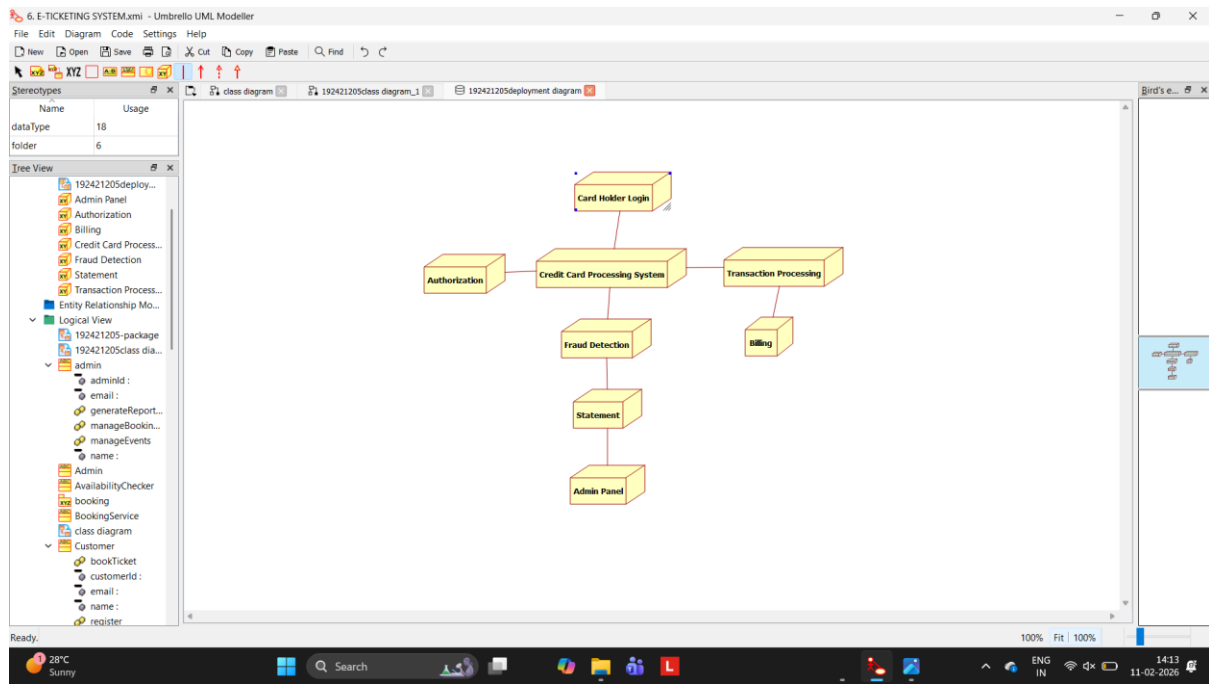 6. E-TICKETING SYSTEM.xmi - Umbrello UML Modeller
File Edit Diagram Code Settings Help
New Open Save Cut Copy Paste Find
XYZ A:B
Stereotypes
Name Usage
dataType 18
folder 6
Tree View
192421205deploy...
Admin Panel
Authorization
Billing
Credit Card Process...
Fraud Detection
Statement
Transaction Process...
Entity Relationship Mo...
Logical View
192421205-package
192421205class dia...
admin
adminId :
email :
generateReport...
manageBookin...
manageEvents
name :
Admin
AvailabilityChecker
booking
BookingService
class diagram
Customer
bookTicket
customerId :
email :
name :
register
class diagram 192421205class diagram_1 192421205deployment diagram
Bird's e...
Card Holder Login
Authorization
Credit Card Processing System
Transaction Processing
Fraud Detection
Billing
Statement
Admin Panel
Ready.
100% Fit 100%
1
28°C
Sunny
Search
L
ENG
IN
14:13
11-02-2026